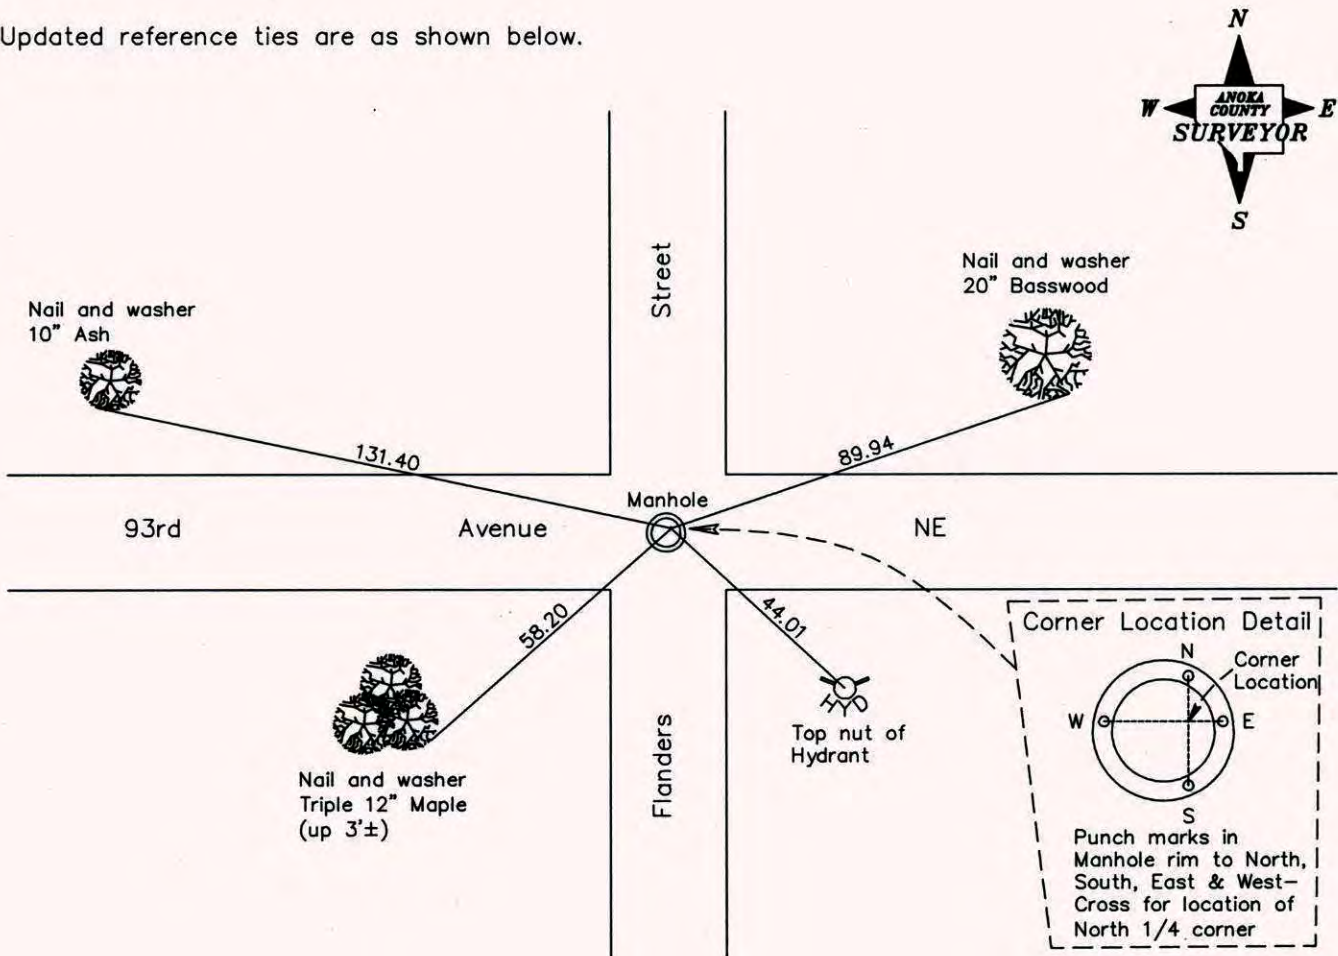 Updated reference ties are as shown below.
N
W
ANOKA
COUNTY
SURVEYOR
E
S
Nail and washer
20" Basswood
Street
Nail and washer
10" Ash
131.40
89.94
Manhole
93rd Avenue NE
58.20
44.01
HYD
Top nut of
Hydrant
Nail and washer
Triple 12" Maple
(up 3'±)
Flanders
Corner Location Detail
N
Corner
Location
W
E
S
Punch marks in
Manhole rim to North,
South, East & West-
Cross for location of
North 1/4 corner